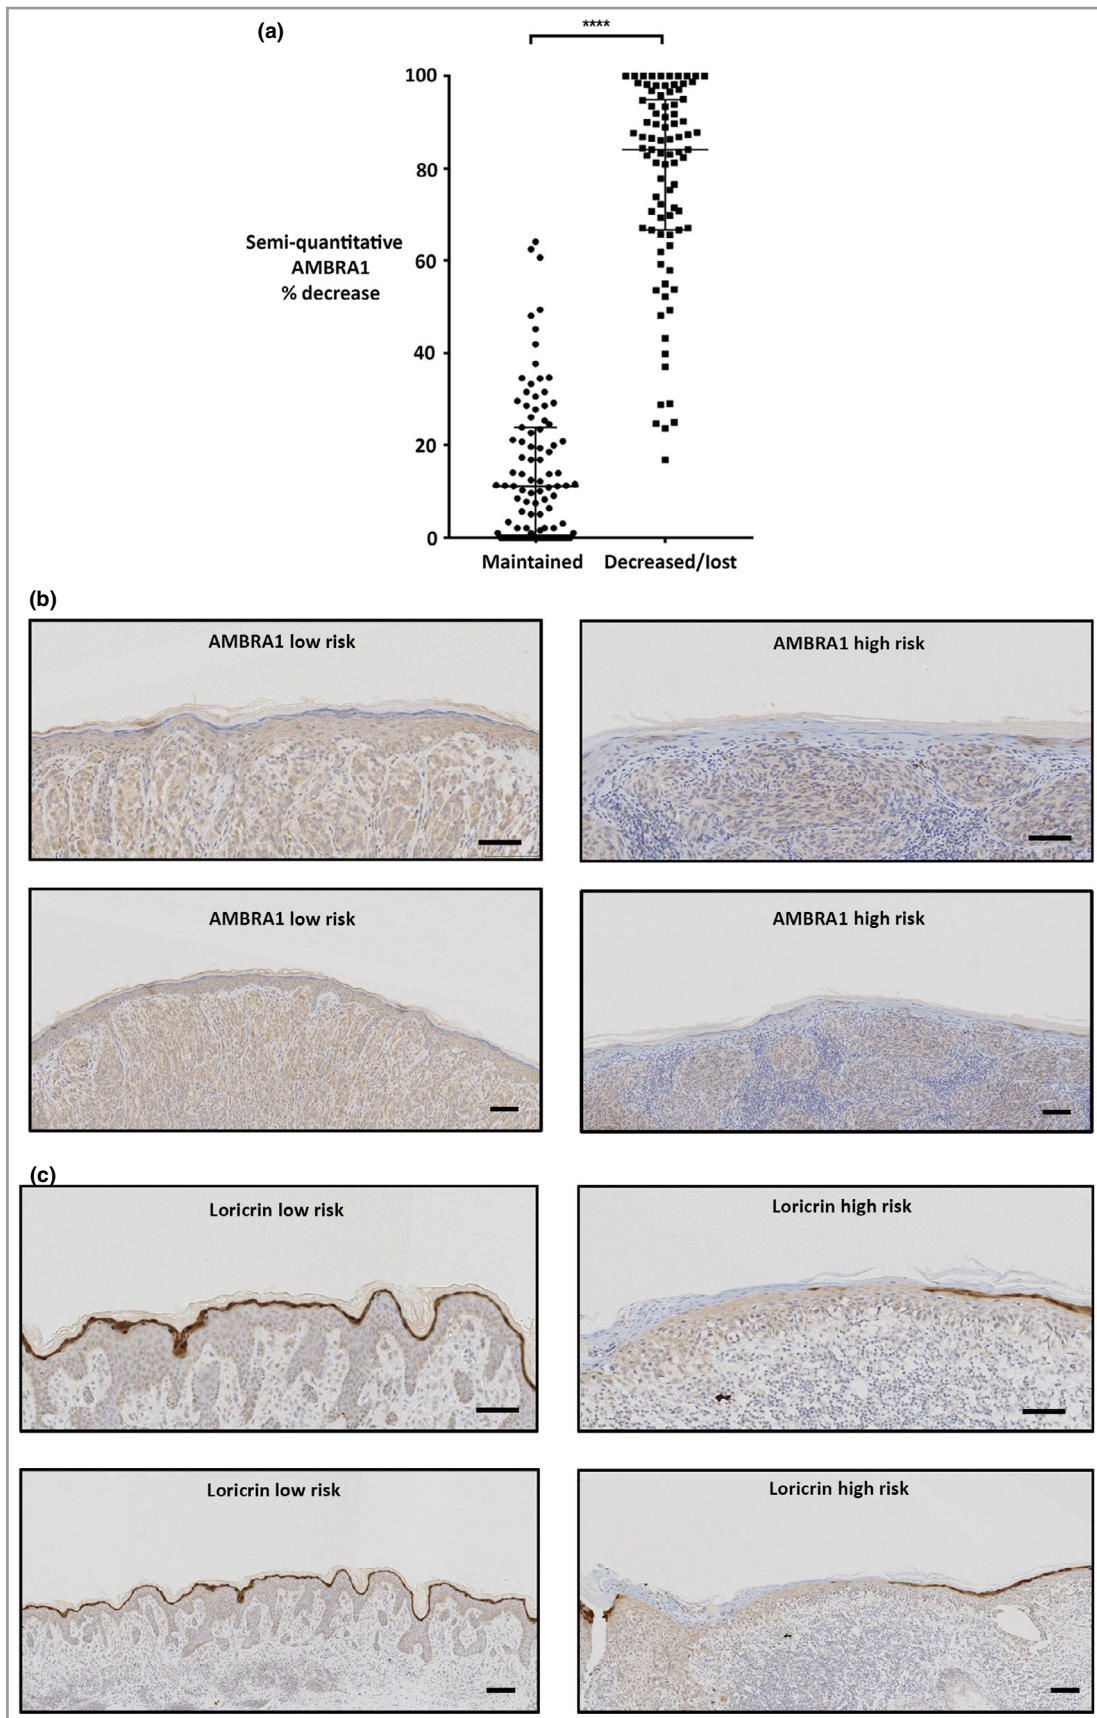 (a)
****
100
80
60
40
20
0
Semi-quantitative
AMBRA1
% decrease
Maintained
Decreased/lost
(b)
AMBRA1 low risk
AMBRA1 high risk
AMBRA1 low risk
AMBRA1 high risk
(c)
Loricrin low risk
Loricrin high risk
Loricrin low risk
Loricrin high risk